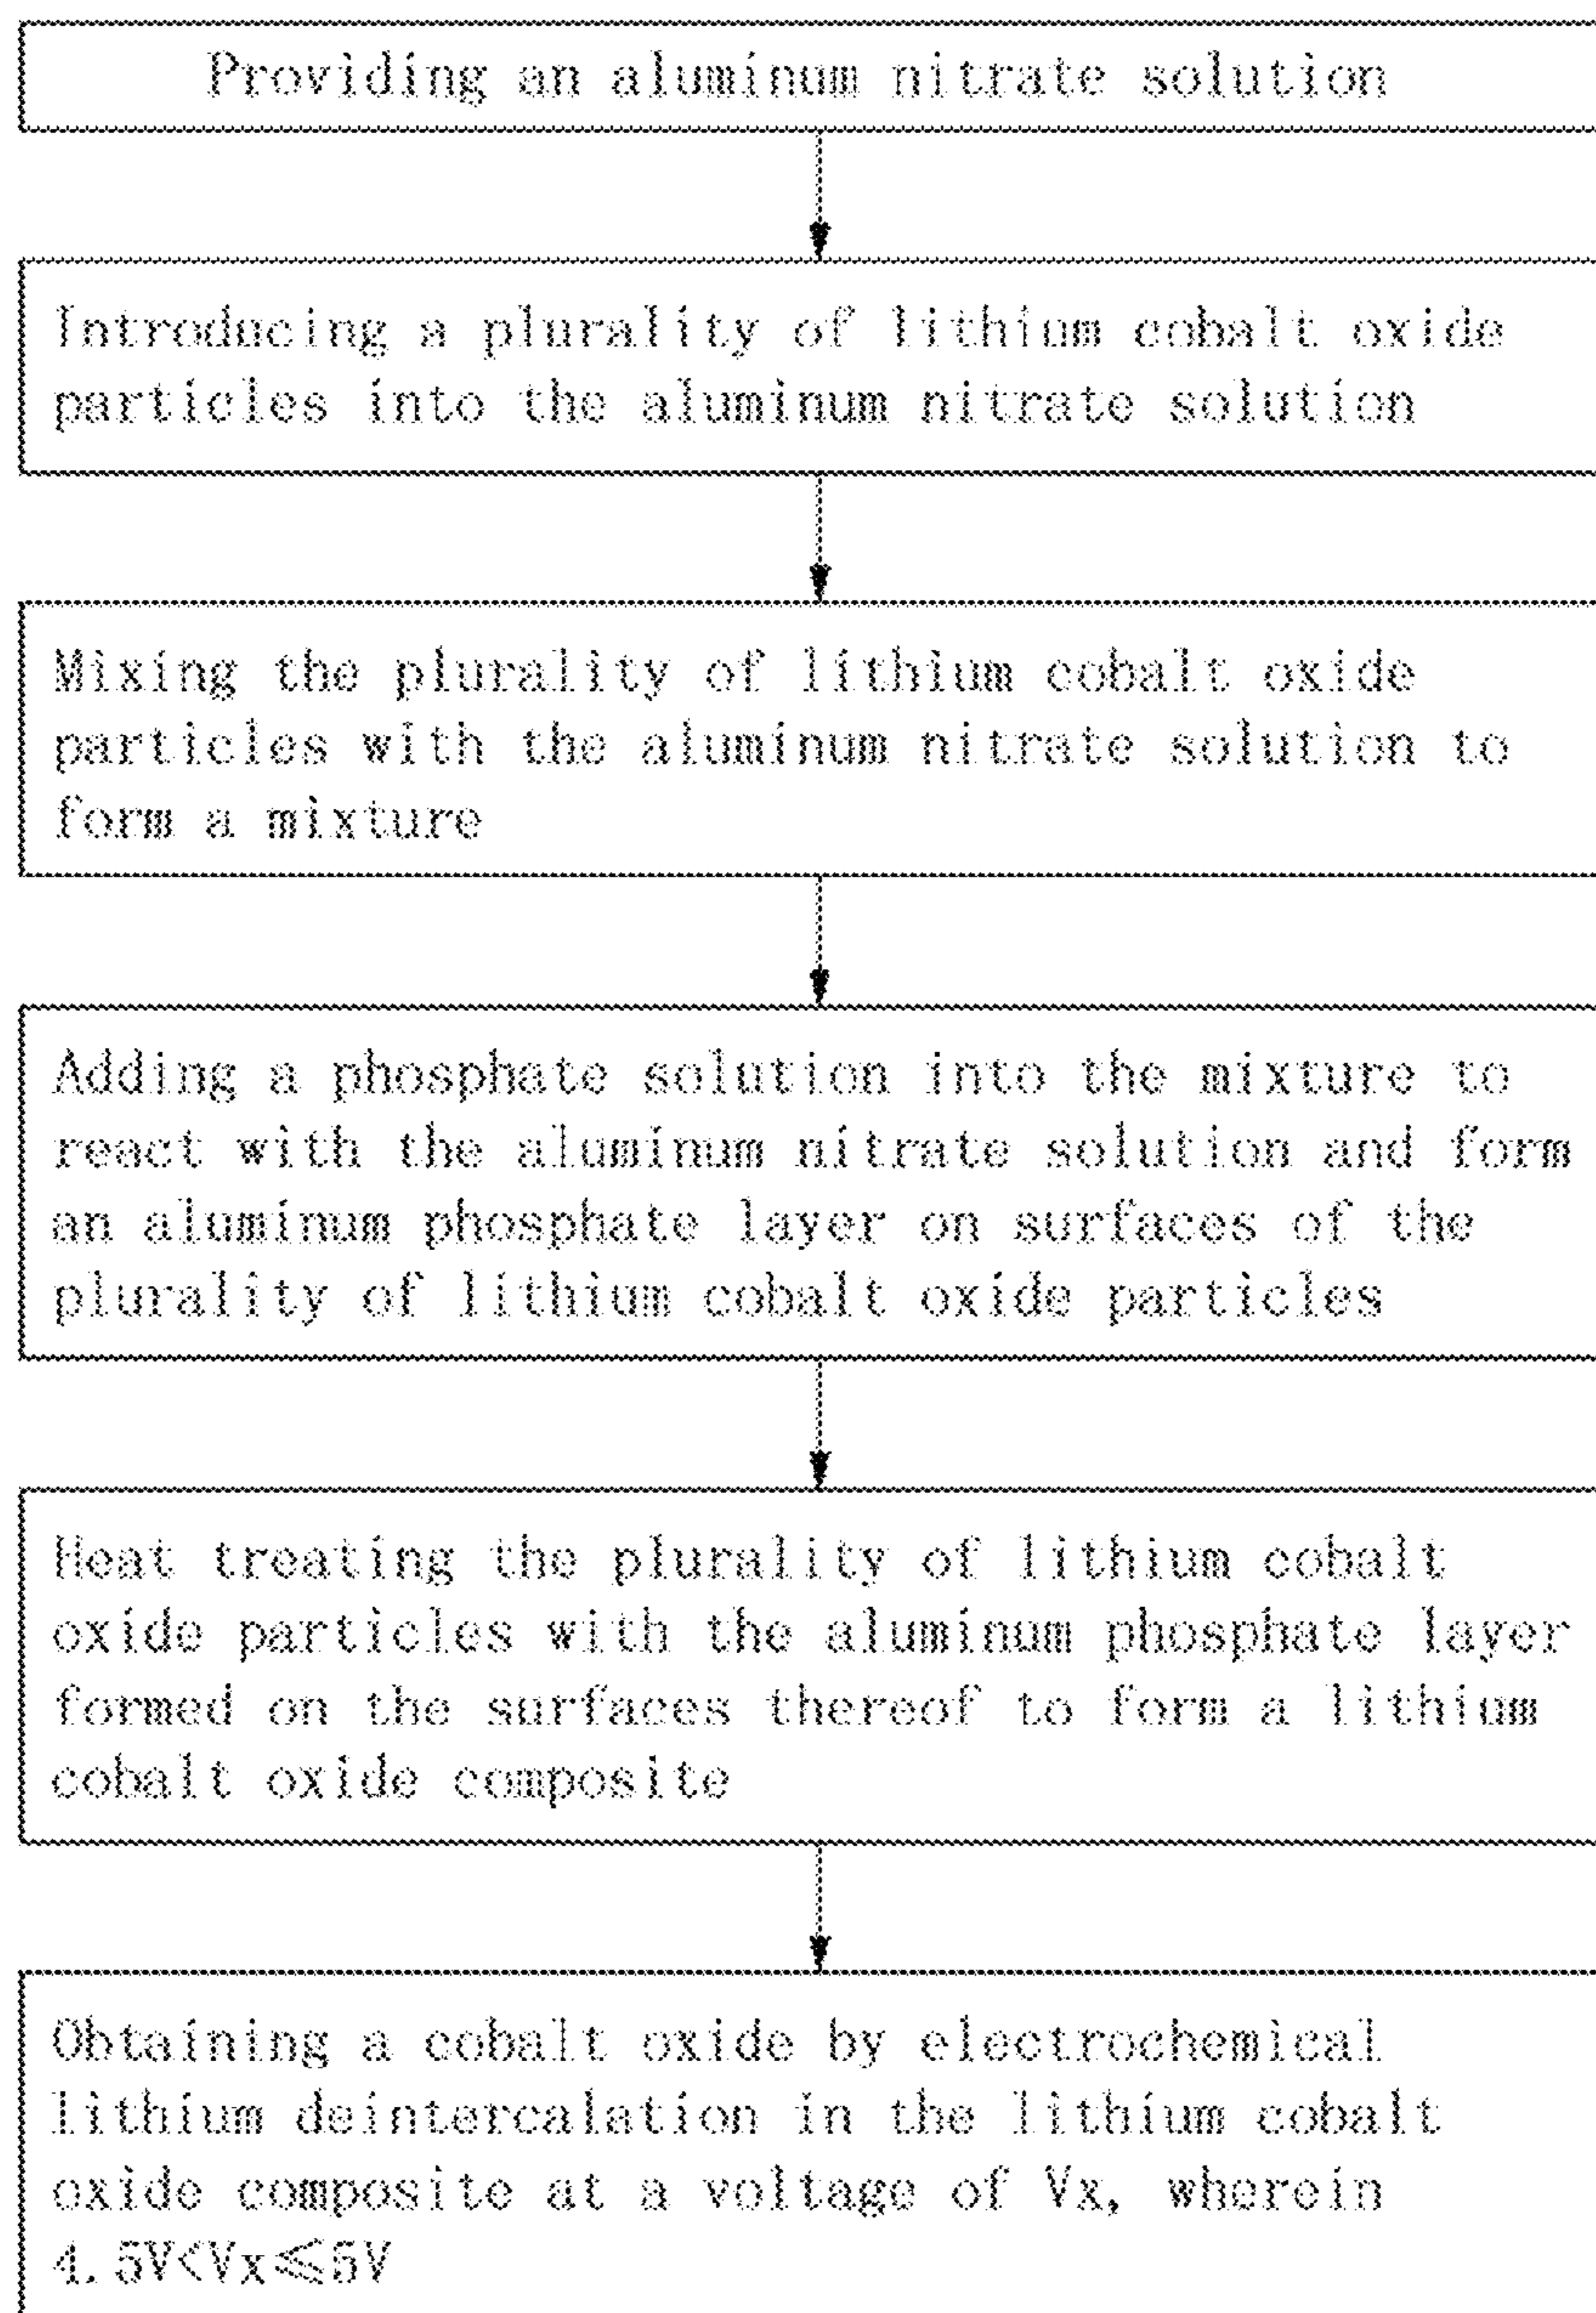 Providing an aluminum nitrate solution
Introducing a plurality of lithium cobalt oxide
particles into the aluminum nitrate solution
Mixing the plurality of lithium cobalt oxide
particles with the aluminum nitrate solution to
form a mixture
Adding a phosphate solution into the mixture to
react with the aluminum nitrate solution and form
an aluminum phosphate layer on surfaces of the
plurality of lithium cobalt oxide particles
Heat treating the plurality of lithium cobalt
oxide particles with the aluminum phosphate layer
formed on the surfaces thereof to form a lithium
cobalt oxide composite
Obtaining a cobalt oxide by electrochemical
lithium deintercalation in the lithium cobalt
oxide composite at a voltage of Vx, wherein
4.5V<Vx≤5V